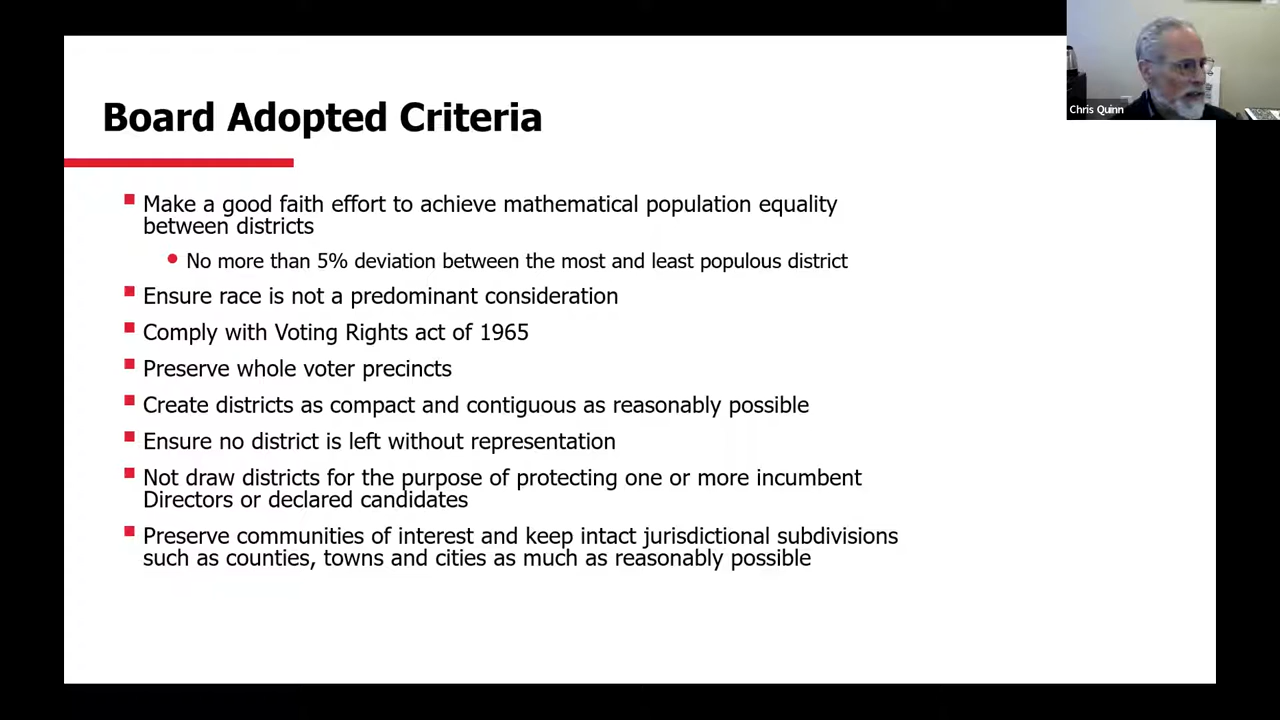 Board Adopted Criteria
Make a good faith effort to achieve mathematical population equality
between districts
No more than 5% deviation between the most and least populous district
Ensure race is not a predominant consideration
Comply with Voting Rights act of 1965
Preserve whole voter precincts
Create districts as compact and contiguous as reasonably possible
Ensure no district is left without representation
Not draw districts for the purpose of protecting one or more incumbent
Directors or declared candidates
Preserve communities of interest and keep intact jurisdictional subdivisions
such as counties, towns and cities as much as reasonably possible
Chris Quinn